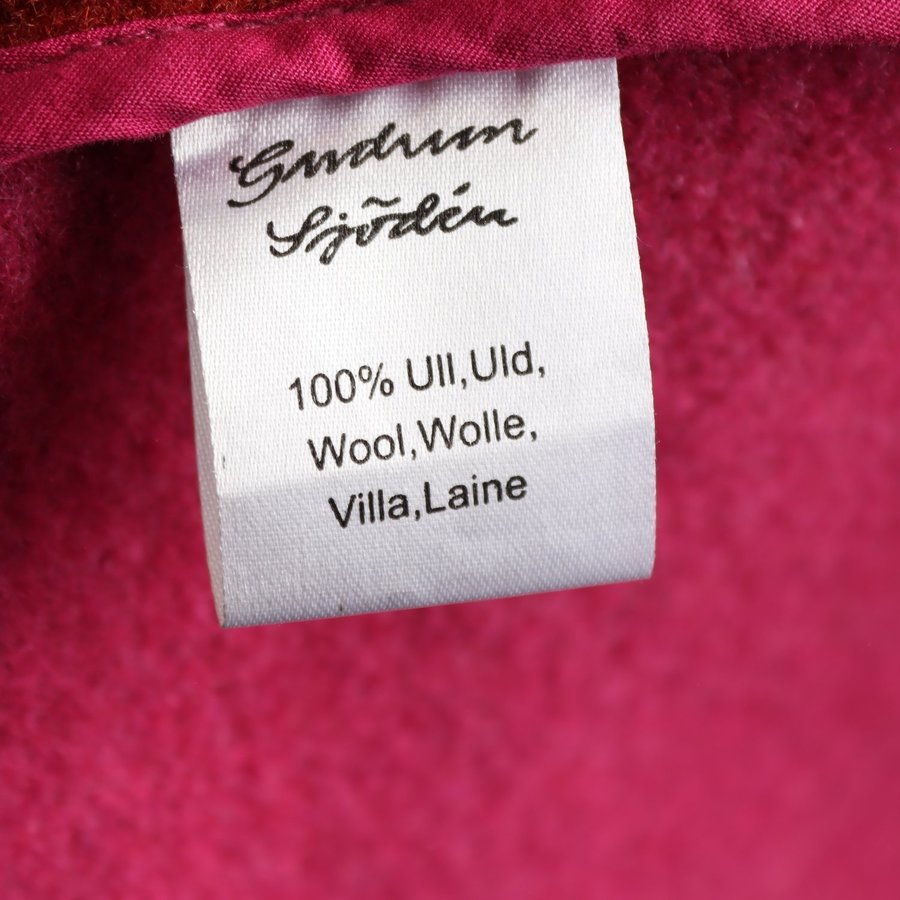 Gudrun
Sjödén
100% Ull,Uld,
Wool,Wolle,
Villa,Laine